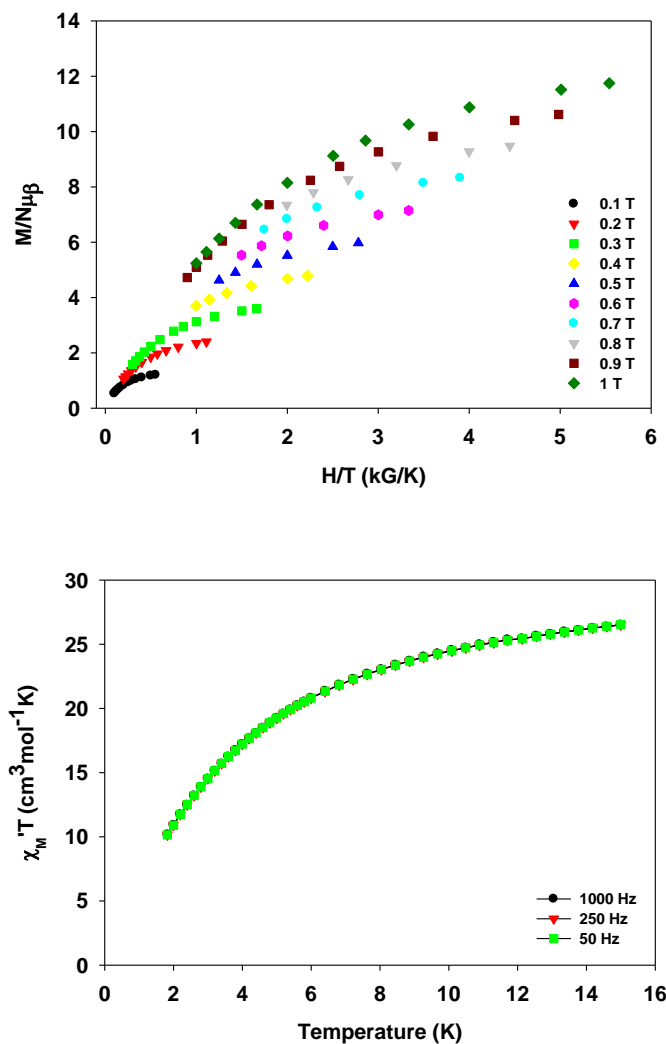 14
12
10
8
6
4
2
0
M/Nμβ
0 1 2 3 4 5 6
H/T (kG/K)
0.1 T
0.2 T
0.3 T
0.4 T
0.5 T
0.6 T
0.7 T
0.8 T
0.9 T
1 T
30
25
20
15
10
5
0
χM'T (cm³mol⁻¹K)
0 2 4 6 8 10 12 14 16
Temperature (K)
1000 Hz
250 Hz
50 Hz